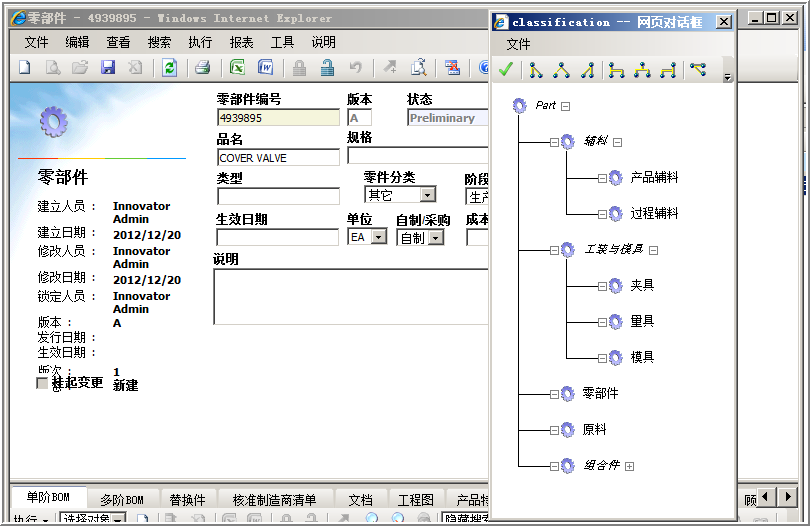 零部件 - 4939895 - Windows Internet Explorer
文件 编辑 查看 搜索 执行 报表 工具 说明
零部件编号 版本 状态
4939895 A Preliminary
品名 规格
COVER VALVE
类型 零件分类 阶段
其它 生产
生效日期 单位 自制/采购 成本
EA 自制
说明
零部件
建立人员： Innovator
Admin
建立日期： 2012/12/20
修改人员： Innovator
Admin
修改日期： 2012/12/20
锁定人员： Innovator
Admin
版本： A
发行日期：
生效日期：
版次： 1
挂起变更 新建
单阶BOM 多阶BOM 替换件 核准制造商清单 文档 工程图 产品特 顾
执行 选择对象 隐藏搜索
classification -- 网页对话框
文件
Part
辅料
产品辅料
过程辅料
工装与模具
夹具
量具
模具
零部件
原料
组合件